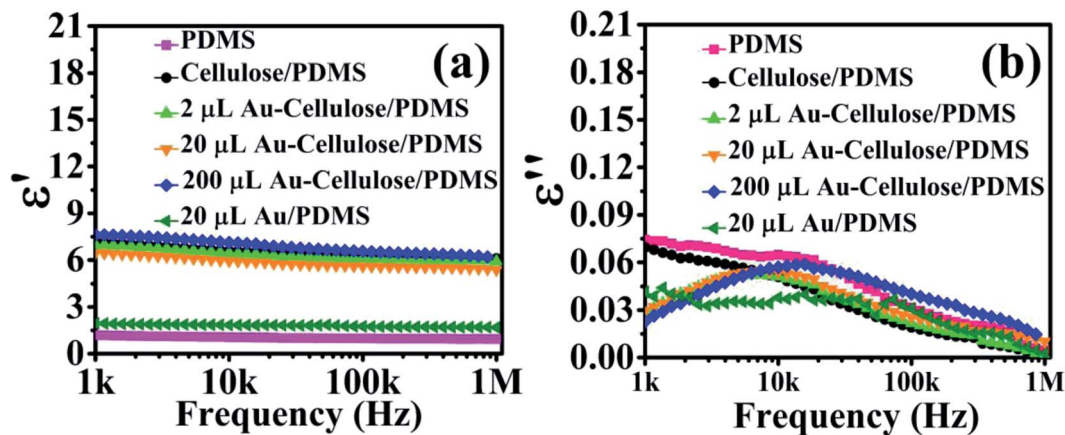 21
18
15
12
9
6
3
0
ε'
(a)
PDMS
Cellulose/PDMS
2 μL Au-Cellulose/PDMS
20 μL Au-Cellulose/PDMS
200 μL Au-Cellulose/PDMS
20 μL Au/PDMS
1k 10k 100k 1M
Frequency (Hz)
0.21
0.18
0.15
0.12
0.09
0.06
0.03
0.00
ε''
(b)
PDMS
Cellulose/PDMS
2 μL Au-Cellulose/PDMS
20 μL Au-Cellulose/PDMS
200 μL Au-Cellulose/PDMS
20 μL Au/PDMS
1k 10k 100k 1M
Frequency (Hz)